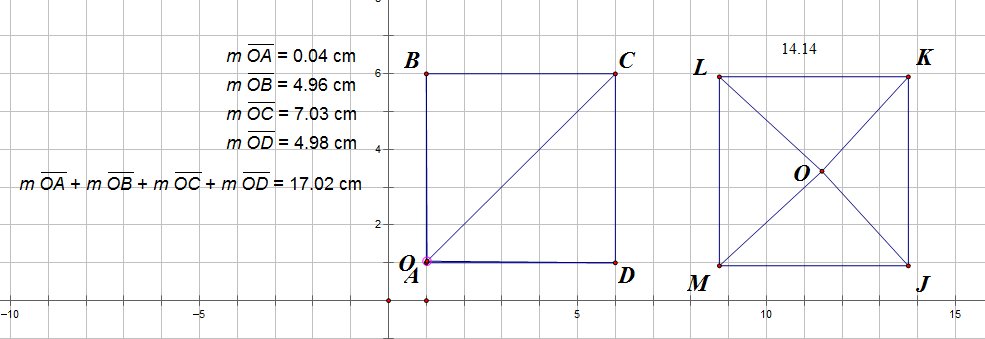 8
14.14
m OA = 0.04 cm
B
C
L
K
6
m OB = 4.96 cm
m OC = 7.03 cm
m OD = 4.98 cm
4
O
m OA + m OB + m OC + m OD = 17.02 cm
2
O
A
D
M
J
-10
-5
5
10
15